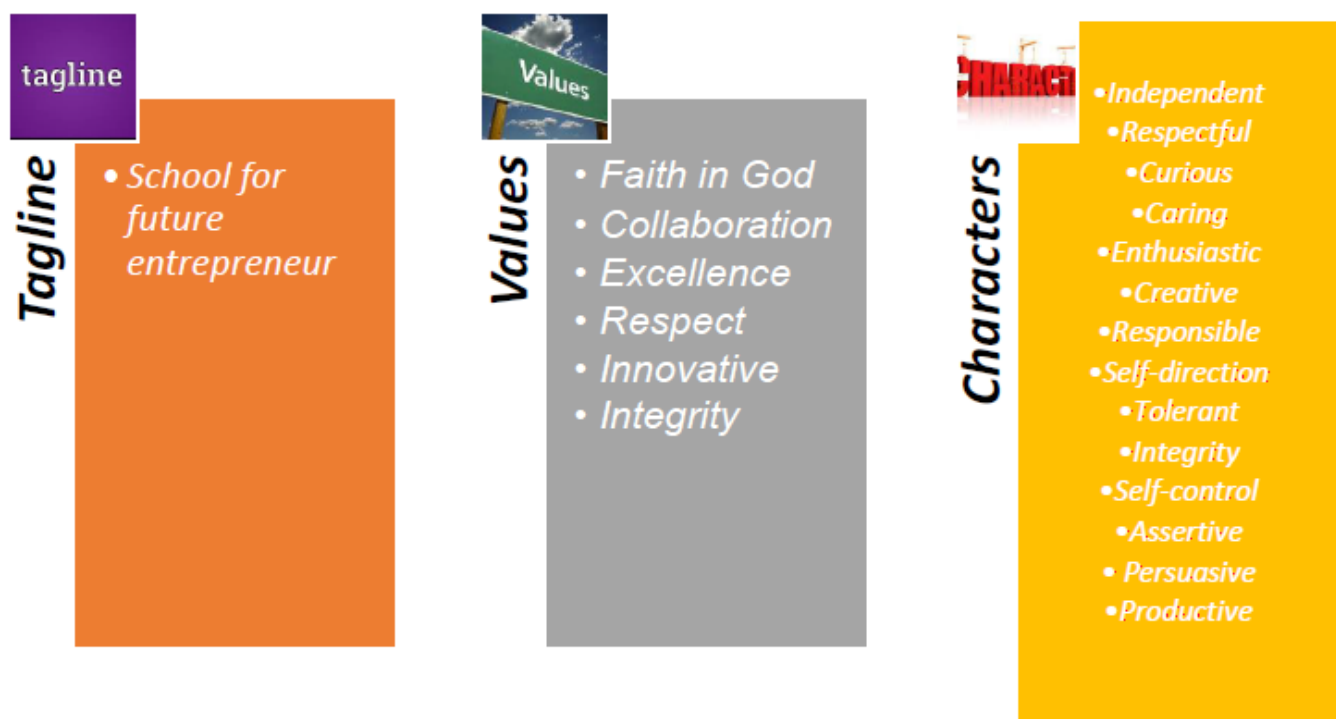 tagline
Tagline
• School for
future
entrepreneur
Values
Values
• Faith in God
• Collaboration
• Excellence
• Respect
• Innovative
• Integrity
CHARACT
Characters
•Independent
•Respectful
•Curious
•Caring
•Enthusiastic
•Creative
•Responsible
•Self-direction
•Tolerant
•Integrity
•Self-control
•Assertive
• Persuasive
•Productive